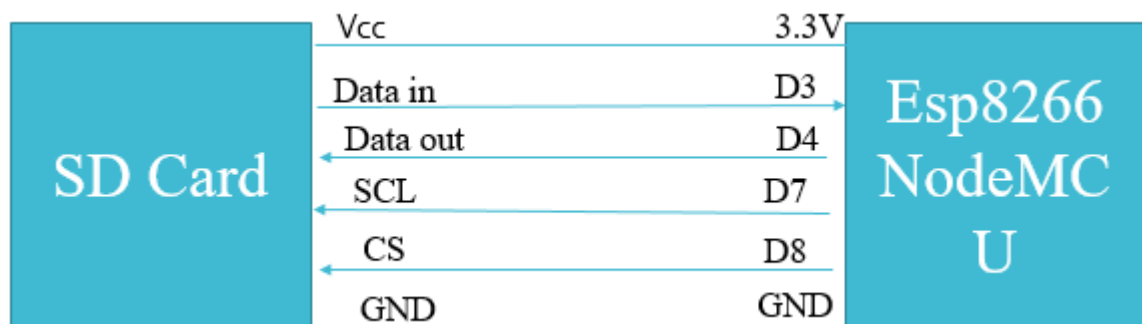 Vcc 3.3V
Data in D3
Data out D4
SCL D7
CS D8
GND GND
SD Card
Esp8266
NodeMC
U